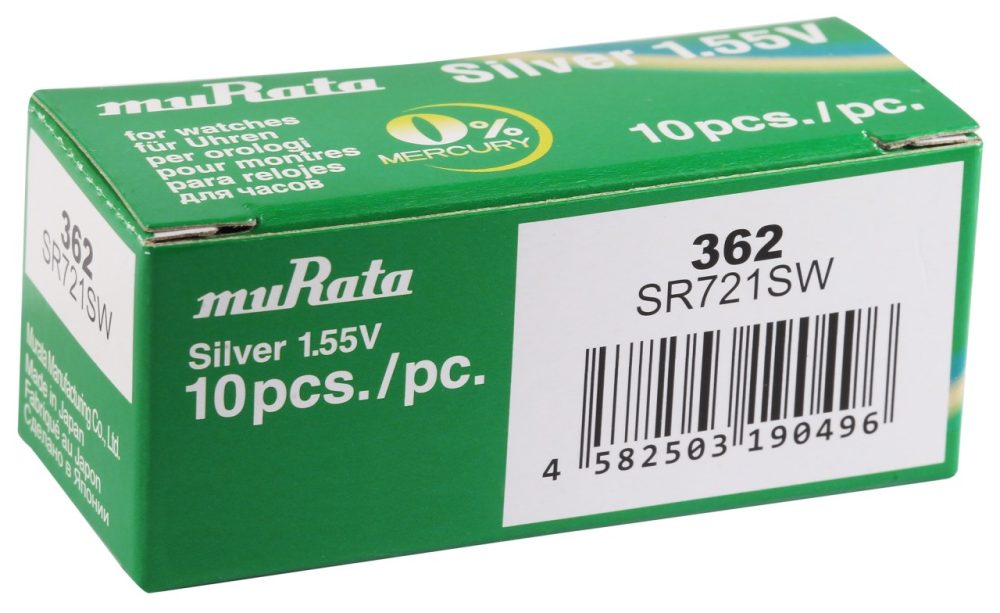 muRata
Silver 1.55V
for watches
für Uhren
per orologi
pour montres
para relojes
для часов
0%
MERCURY
10pcs./pc.
362
SR721SW
Murata Manufacturing Co., Ltd.
Made in Japan
Fabriqué au Japon
Сделано в Японии
muRata
Silver 1.55V
10pcs./pc.
362
SR721SW
4 582503 190496